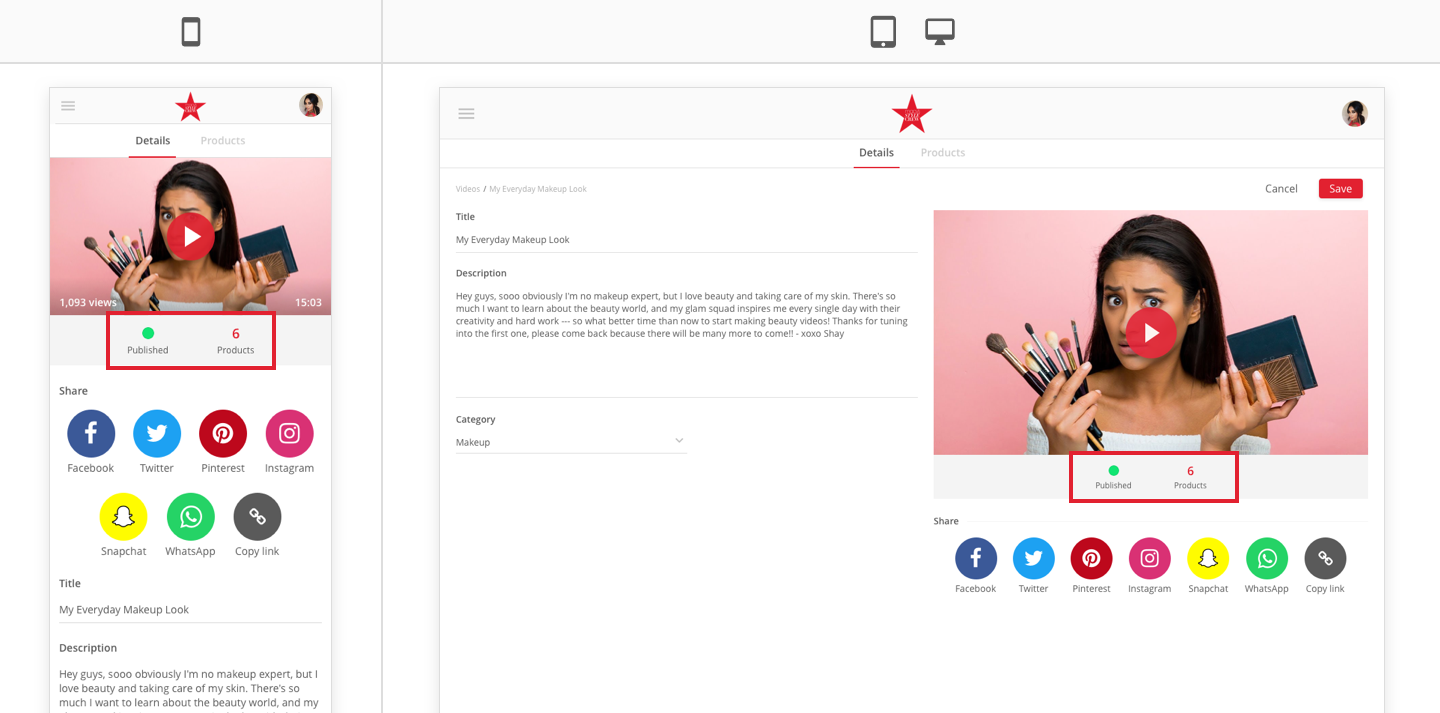 Details Products
1,093 views 15:03
Published
6
Products
Share
Facebook Twitter Pinterest Instagram
Snapchat WhatsApp Copy link
Title
My Everyday Makeup Look
Description
Hey guys, sooo obviously I'm no makeup expert, but I
love beauty and taking care of my skin. There's so
much I want to learn about the beauty world, and my
Details Products
Videos / My Everyday Makeup Look
Cancel Save
Title
My Everyday Makeup Look
Description
Hey guys, sooo obviously I'm no makeup expert, but I love beauty and taking care of my skin. There's so
much I want to learn about the beauty world, and my glam squad inspires me every single day with their
creativity and hard work --- so what better time than now to start making beauty videos! Thanks for tuning
into the first one, please come back because there will be many more to come!! - xoxo Shay
Category
Makeup
Published
6
Products
Share
Facebook Twitter Pinterest Instagram Snapchat WhatsApp Copy link